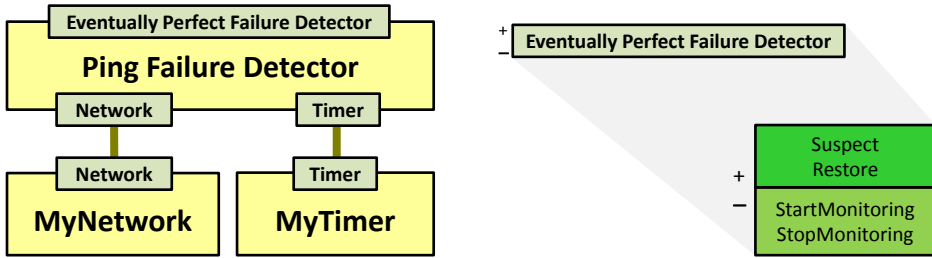 Eventually Perfect Failure Detector
Ping Failure Detector
Network
Timer
Network
Timer
MyNetwork
MyTimer
+
−
Eventually Perfect Failure Detector
+
−
Suspect
Restore
StartMonitoring
StopMonitoring